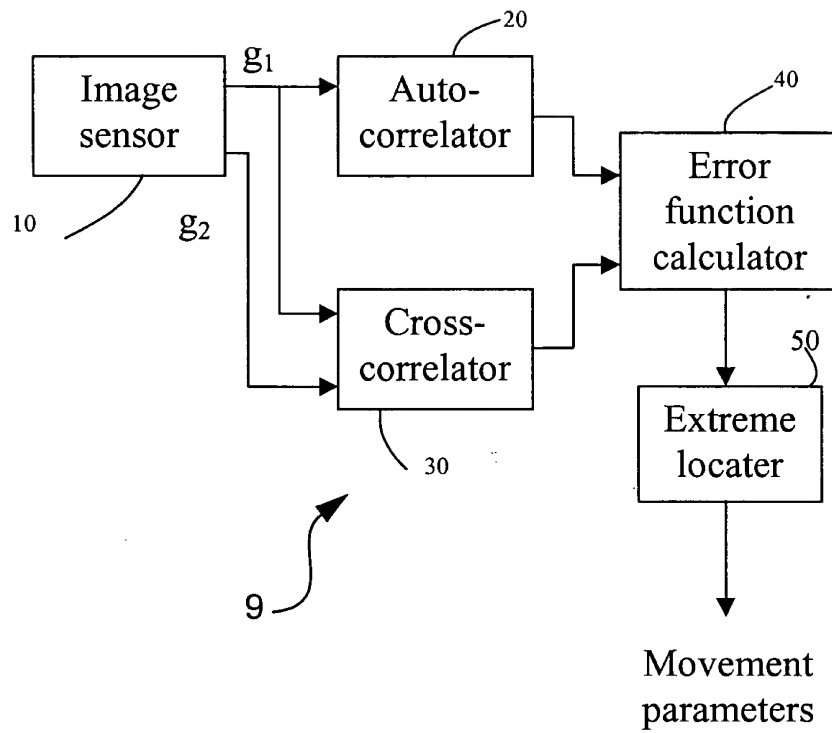 20
g1
Image
sensor
Auto-
correlator
40
Error
function
calculator
10
g2
Cross-
correlator
50
Extreme
locater
30
9
Movement
parameters